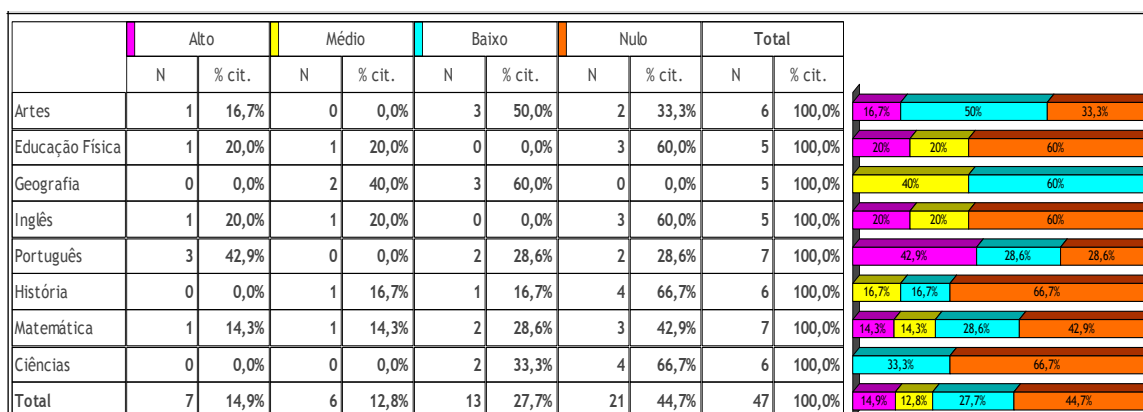 Alto Médio Baixo Nulo Total
N % cit. N % cit. N % cit. N % cit. N % cit.
Artes 1 16,7% 0 0,0% 3 50,0% 2 33,3% 6 100,0% 16,7% 50% 33,3%
Educação Física 1 20,0% 1 20,0% 0 0,0% 3 60,0% 5 100,0% 20% 20% 60%
Geografia 0 0,0% 2 40,0% 3 60,0% 0 0,0% 5 100,0% 40% 60%
Inglês 1 20,0% 1 20,0% 0 0,0% 3 60,0% 5 100,0% 20% 20% 60%
Português 3 42,9% 0 0,0% 2 28,6% 2 28,6% 7 100,0% 42,9% 28,6% 28,6%
História 0 0,0% 1 16,7% 1 16,7% 4 66,7% 6 100,0% 16,7% 16,7% 66,7%
Matemática 1 14,3% 1 14,3% 2 28,6% 3 42,9% 7 100,0% 14,3% 14,3% 28,6% 42,9%
Ciências 0 0,0% 0 0,0% 2 33,3% 4 66,7% 6 100,0% 33,3% 66,7%
Total 7 14,9% 6 12,8% 13 27,7% 21 44,7% 47 100,0% 14,9% 12,8% 27,7% 44,7%